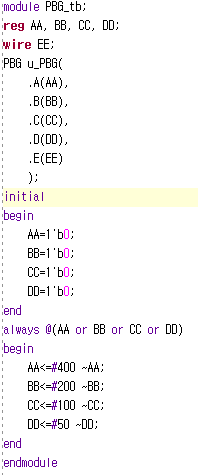 module PBG_tb;
reg AA, BB, CC, DD;
wire EE;
PBG u_PBG(
.A(AA),
.B(BB),
.C(CC),
.D(DD),
.E(EE)
);
initial
begin
AA=1'b0;
BB=1'b0;
CC=1'b0;
DD=1'b0;
end
always @(AA or BB or CC or DD)
begin
AA<=#400 ~AA;
BB<=#200 ~BB;
CC<=#100 ~CC;
DD<=#50 ~DD;
end
endmodule